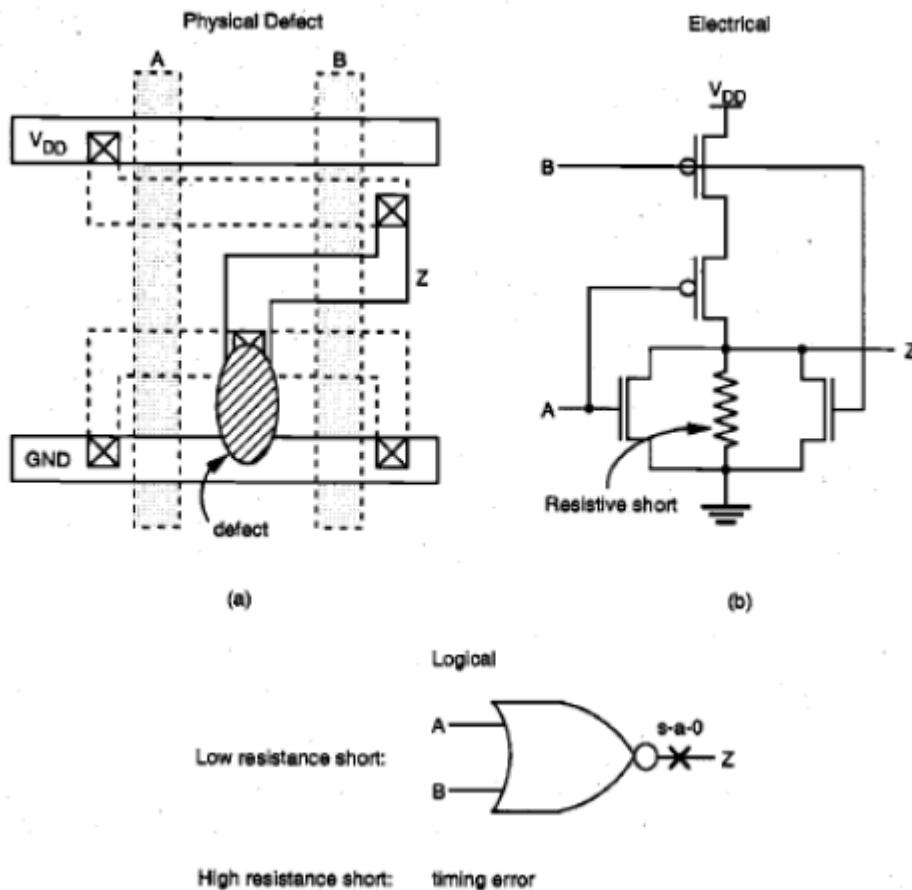 Physical Defect
Electrical
A
B
VDD
Z
GND
defect
(a)
VDD
B
A
Z
Resistive short
(b)
Logical
Low resistance short:
A
B
s-a-0
Z
High resistance short: timing error